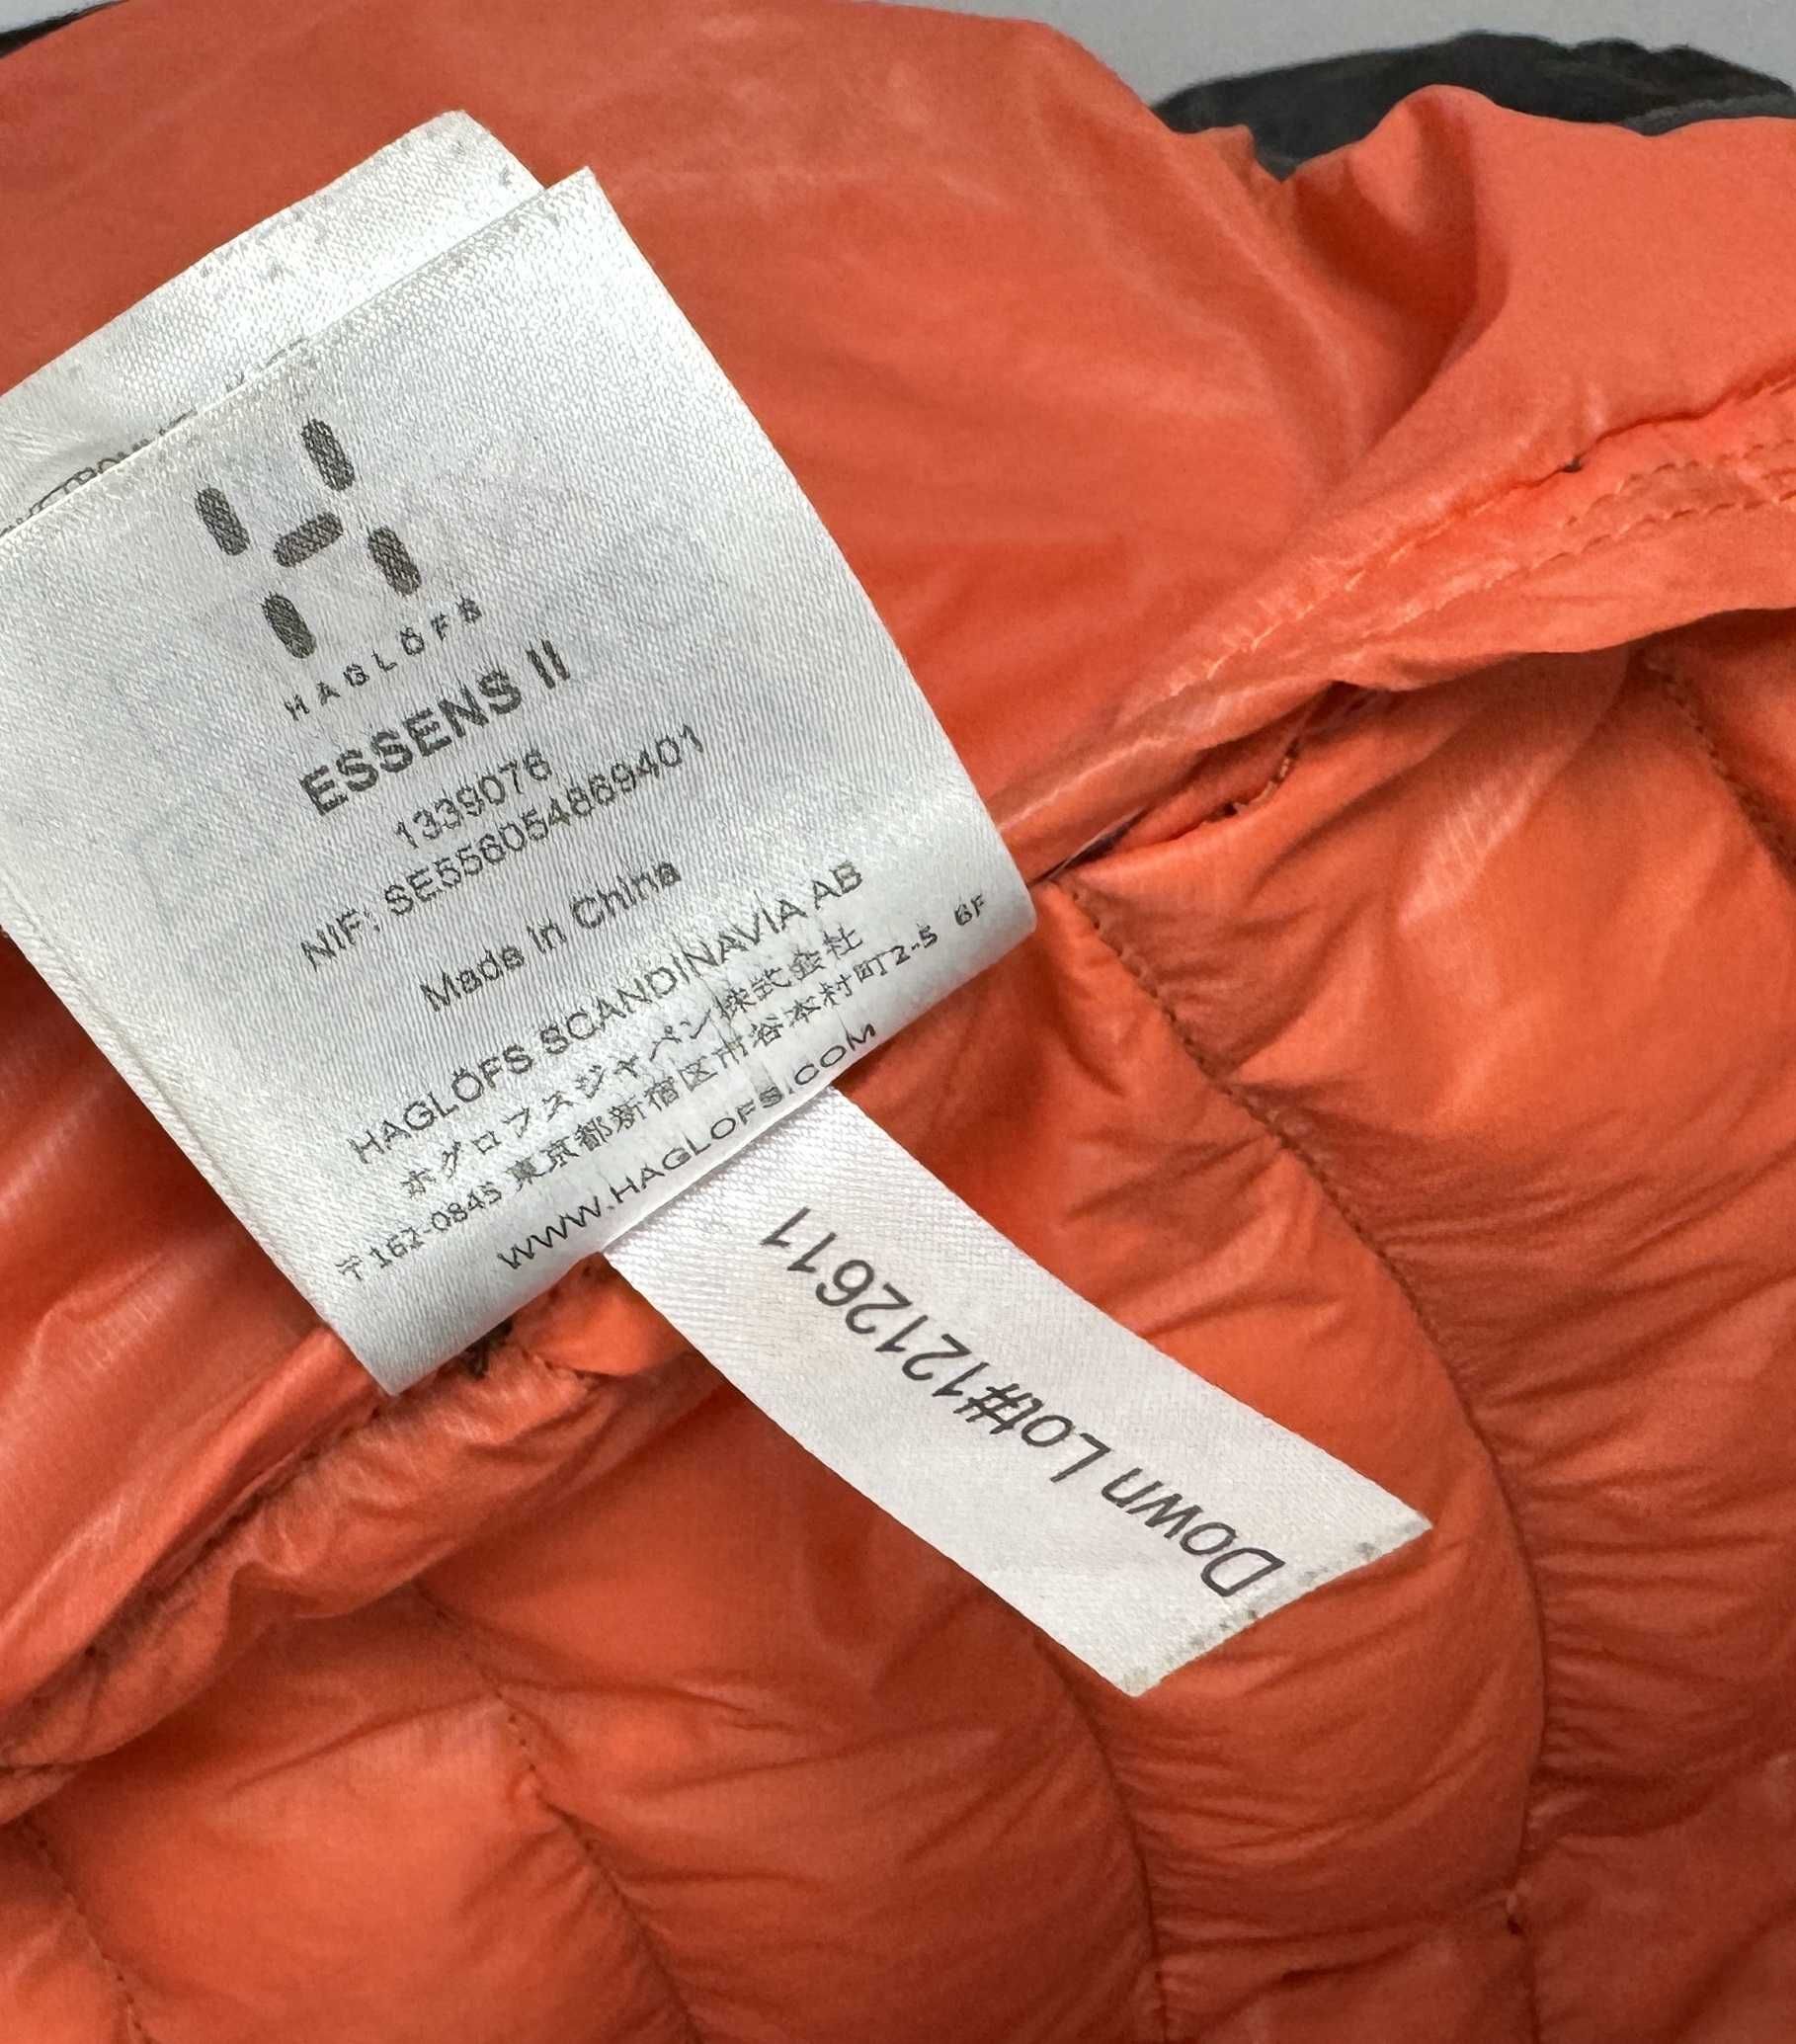 HAGLÖFS
ESSENS II
1339076
NIF: SE556054869401
Made in China
HAGLÖFS SCANDINAVIA AB
ホグロフスジャパン株式会社
〒162-0845 東京都新宿区市谷本村町2-5 6F
WWW.HAGLOFS.COM
Down Lot#1212611